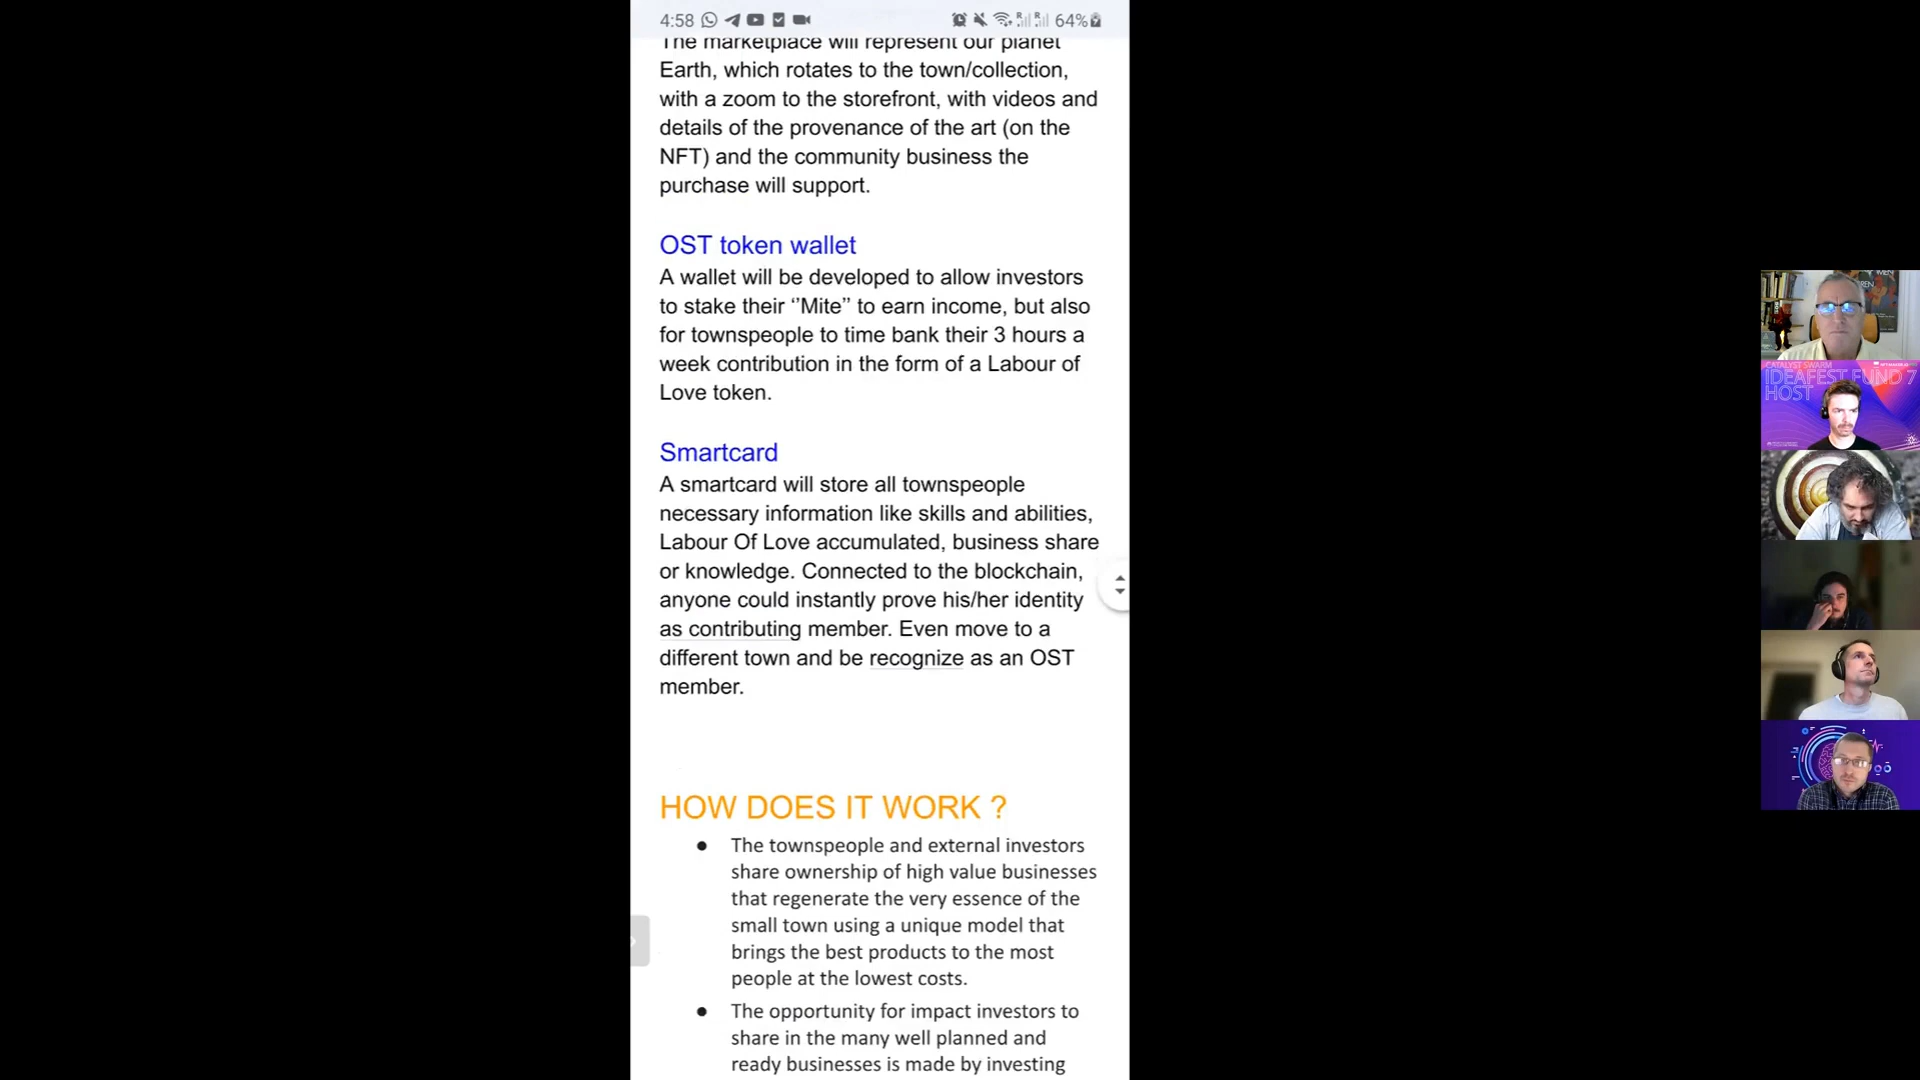 4:58
64%
The marketplace will represent our planet
Earth, which rotates to the town/collection,
with a zoom to the storefront, with videos and
details of the provenance of the art (on the
NFT) and the community business the
purchase will support.
OST token wallet
A wallet will be developed to allow investors
to stake their ‘’Mite’’ to earn income, but also
for townspeople to time bank their 3 hours a
week contribution in the form of a Labour of
Love token.
Smartcard
A smartcard will store all townspeople
necessary information like skills and abilities,
Labour Of Love accumulated, business share
or knowledge. Connected to the blockchain,
anyone could instantly prove his/her identity
as contributing member. Even move to a
different town and be recognize as an OST
member.
HOW DOES IT WORK ?
● The townspeople and external investors
share ownership of high value businesses
that regenerate the very essence of the
small town using a unique model that
brings the best products to the most
people at the lowest costs.
● The opportunity for impact investors to
share in the many well planned and
ready businesses is made by investing
CATALYST SWARM
IDEAFEST FUND 7
HOST